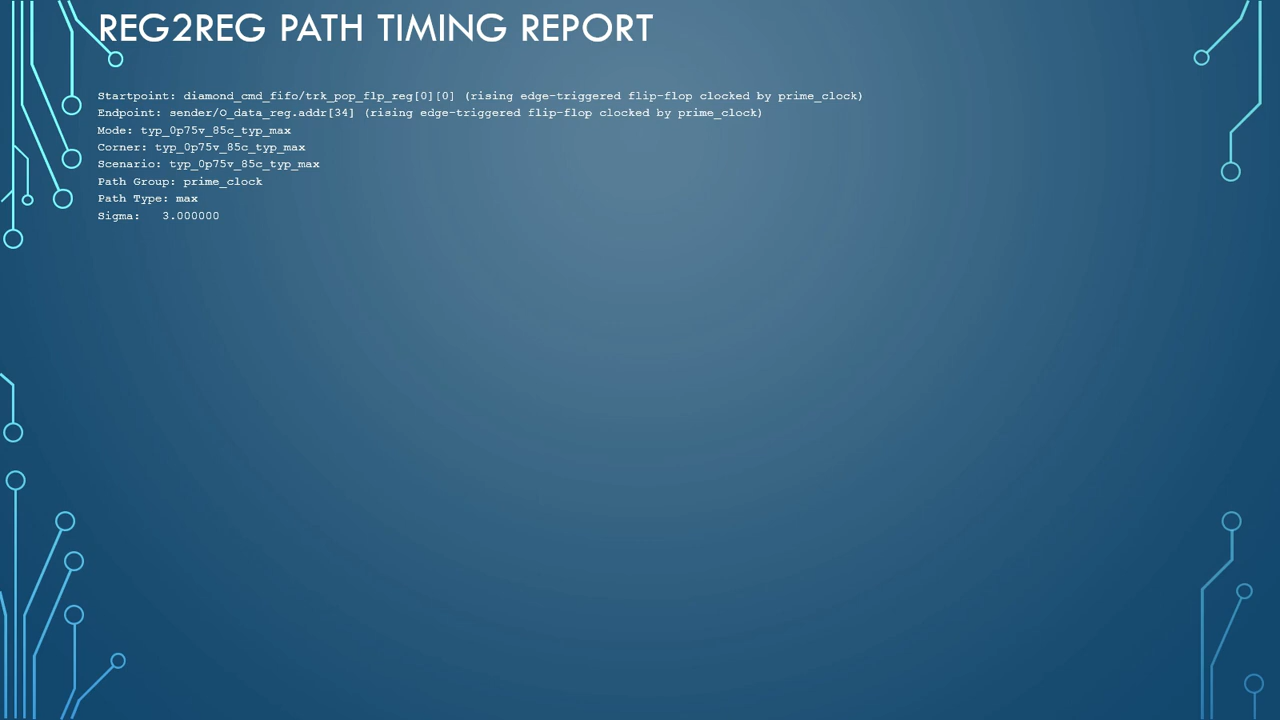 REG2REG PATH TIMING REPORT
Startpoint: diamond_cmd_fifo/trk_pop_flp_reg[0][0] (rising edge-triggered flip-flop clocked by prime_clock)
Endpoint: sender/O_data_reg.addr[34] (rising edge-triggered flip-flop clocked by prime_clock)
Mode: typ_0p75v_85c_typ_max
Corner: typ_0p75v_85c_typ_max
Scenario: typ_0p75v_85c_typ_max
Path Group: prime_clock
Path Type: max
Sigma:   3.000000